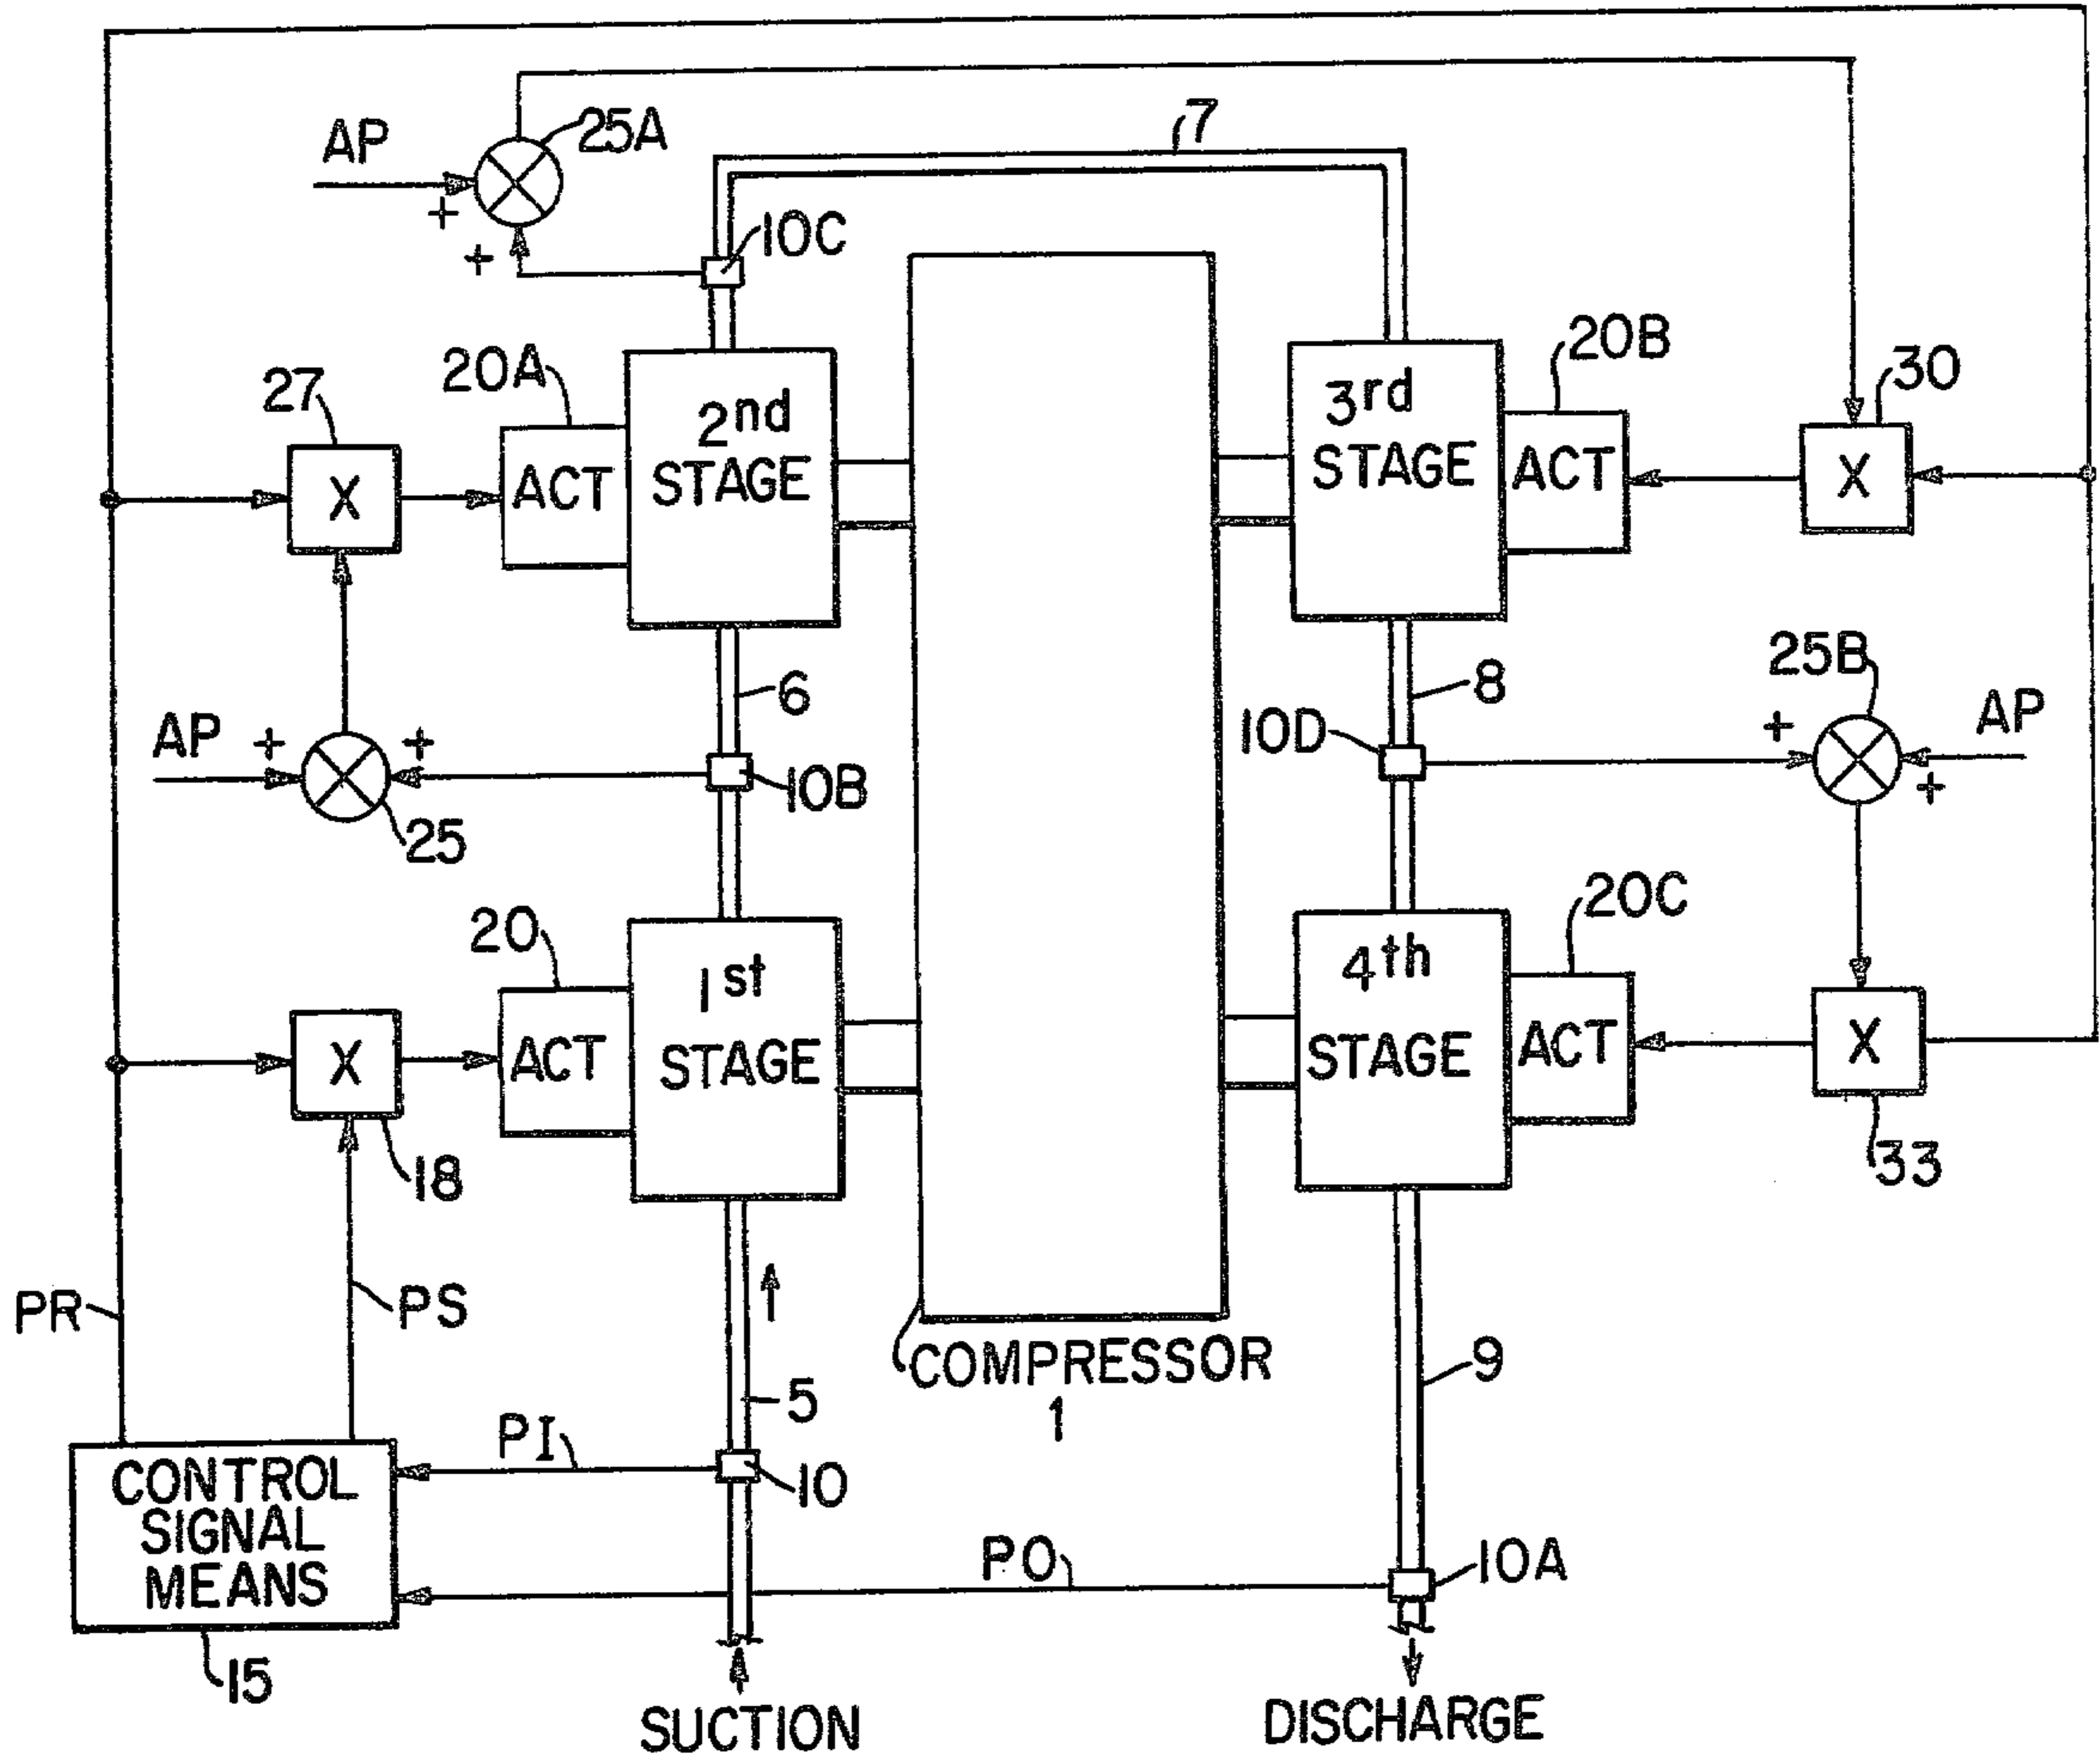 7
AP
25A
+
+
10C
20B
20A
30
27
2nd
STAGE
3rd
STAGE
ACT
X
ACT
X
6
8
25B
AP
+
+
10D
+
AP
+
10B
25
20
20C
1st
STAGE
4th
STAGE
X
ACT
ACT
X
18
33
PR
PS
COMPRESSOR
1
5
9
PI
10
CONTROL
SIGNAL
MEANS
PO
10A
15
SUCTION
DISCHARGE